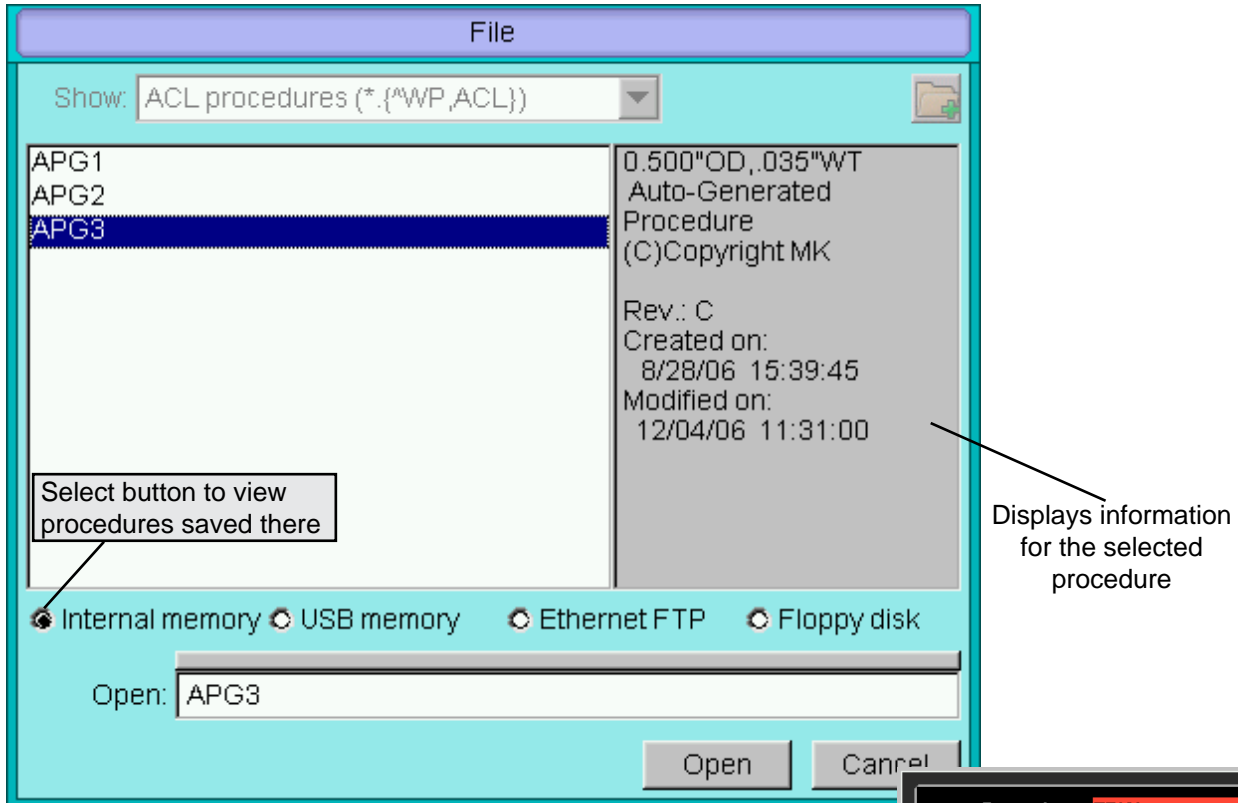 File
Show: ACL procedures (*.{^WP,ACL})
APG1
APG2
APG3
0.500"OD,.035"WT
Auto-Generated
Procedure
(C)Copyright MK
Rev.: C
Created on:
8/28/06 15:39:45
Modified on:
12/04/06 11:31:00
Select button to view
procedures saved there
Displays information
for the selected
procedure
Internal memory USB memory Ethernet FTP Floppy disk
Open: APG3
Open Cancel